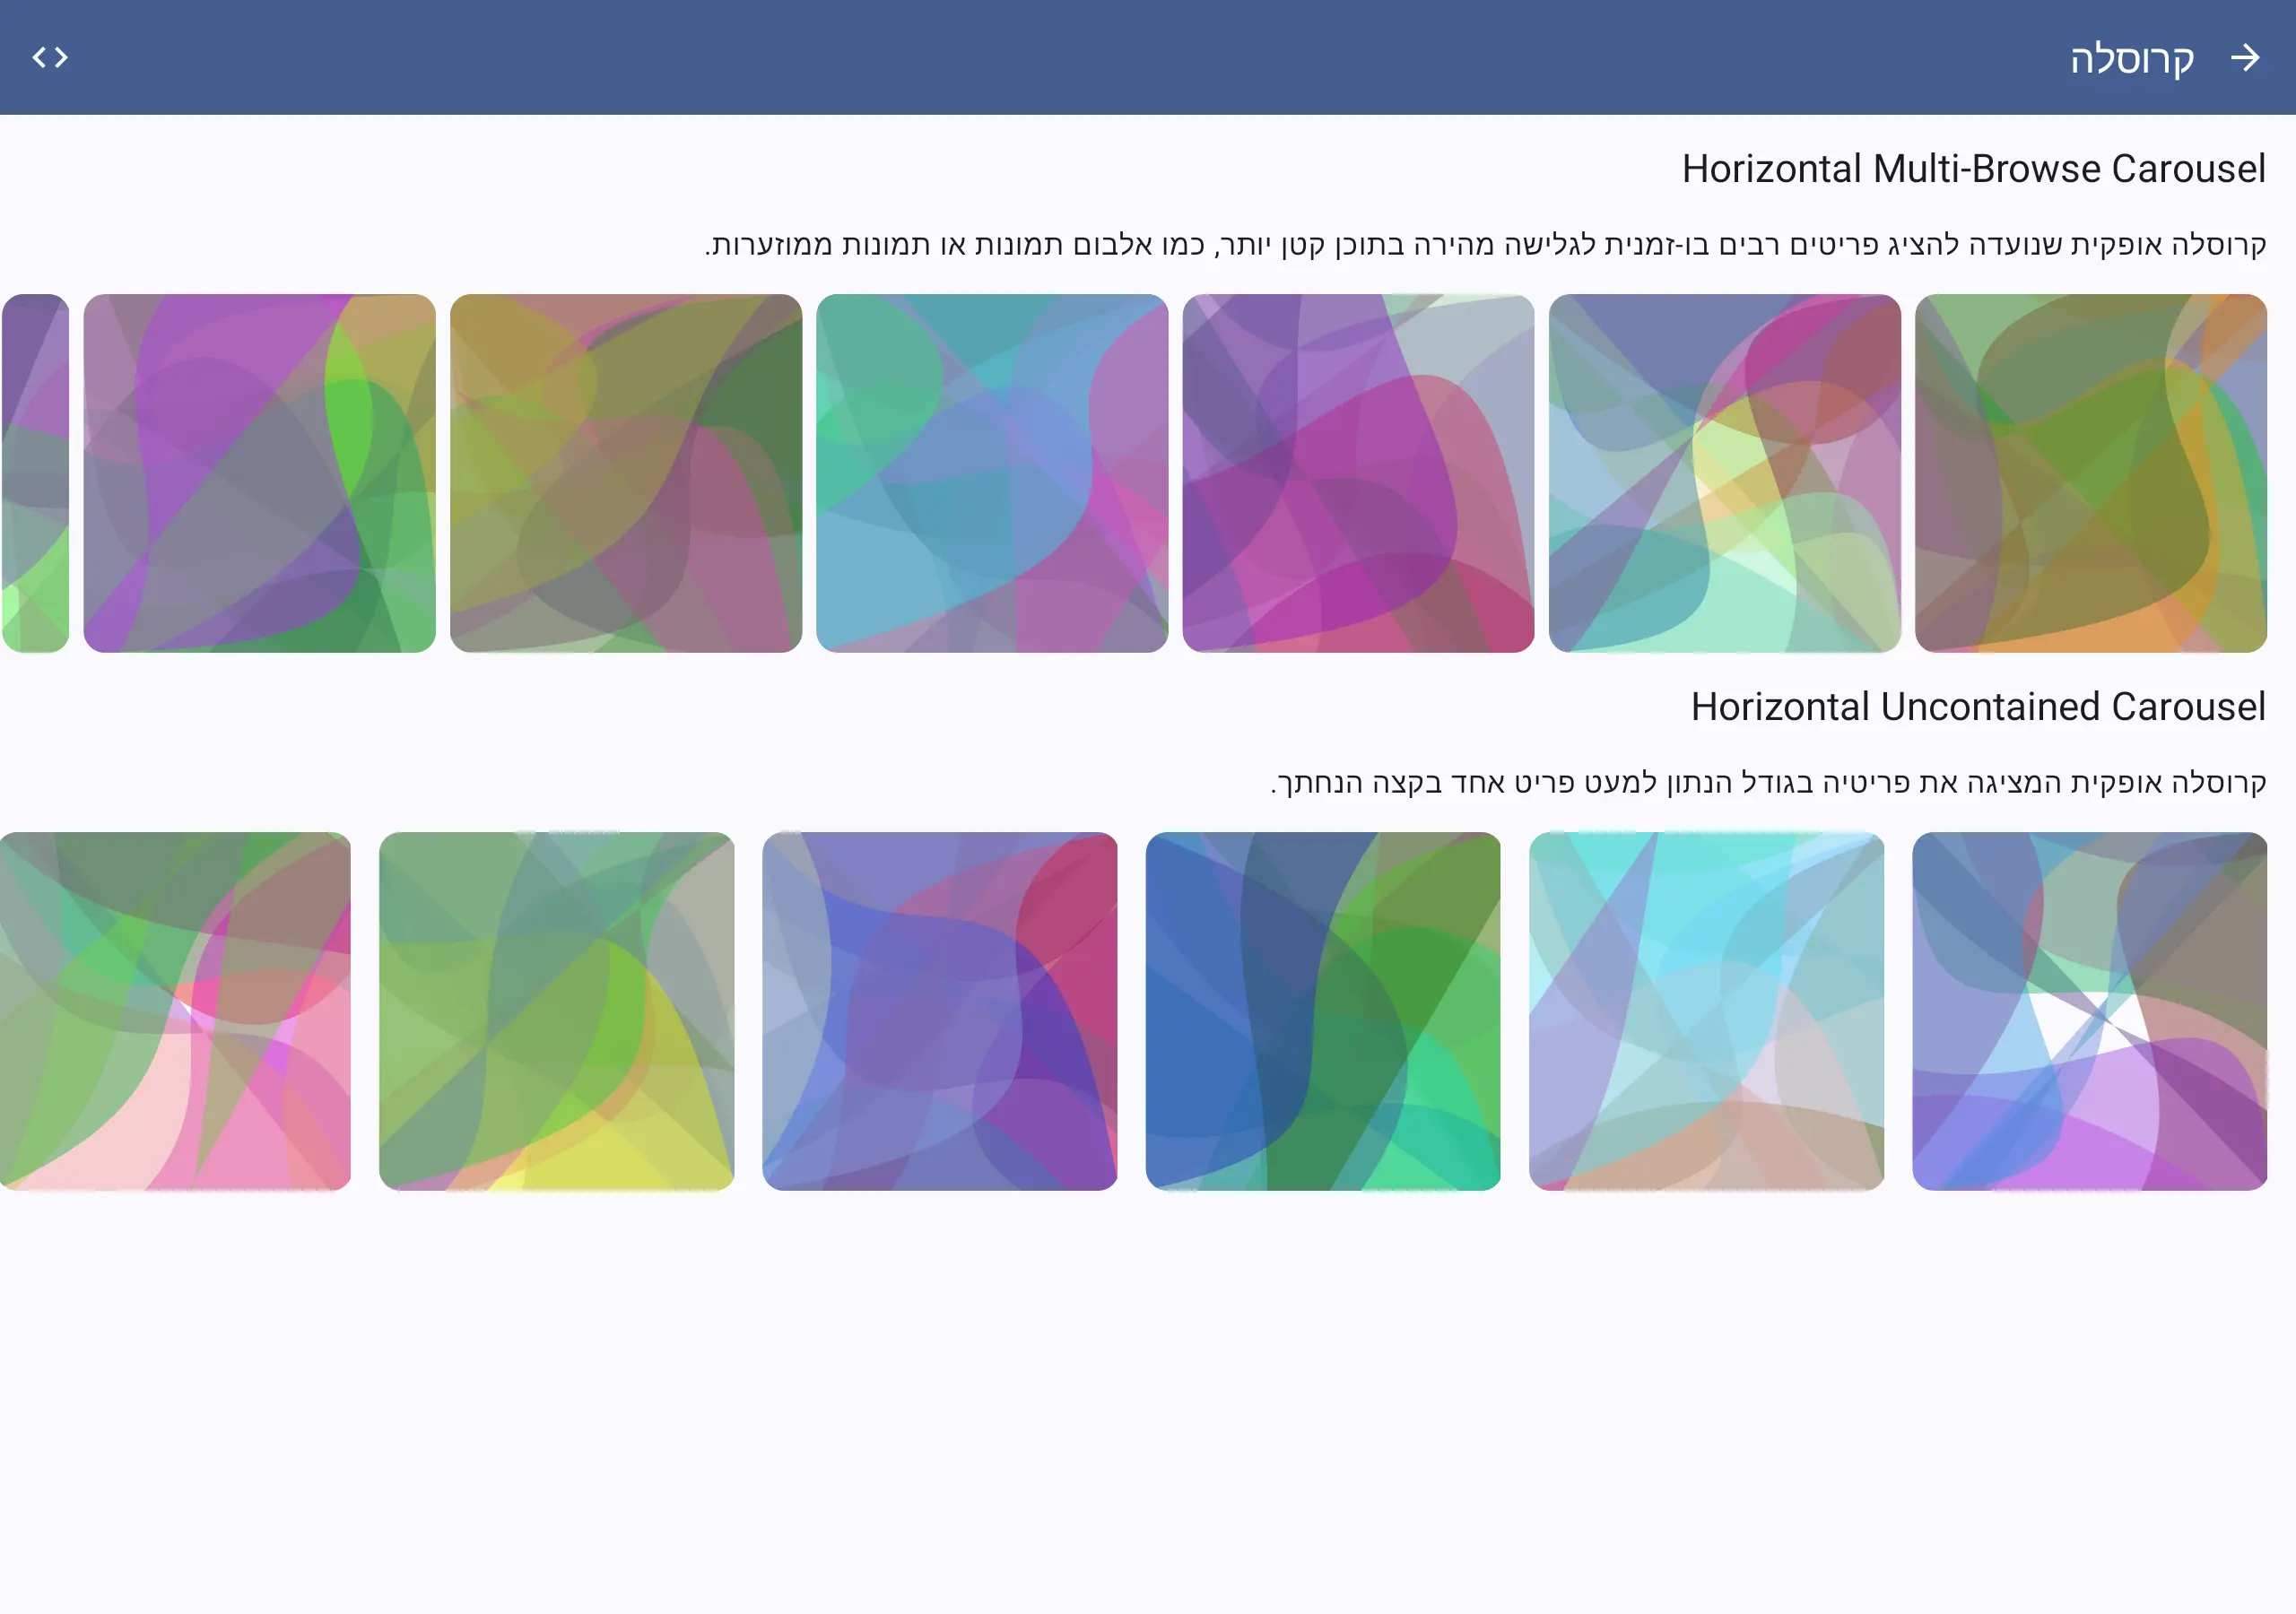 קרוסלה
Horizontal Multi-Browse Carousel
קרוסלה אופקית שנועדה להציג פריטים רבים בו-זמנית לגלישה מהירה בתוכן קטן יותר, כמו אלבום תמונות או תמונות ממוזערות.
Horizontal Uncontained Carousel
קרוסלה אופקית המציגה את פריטיה בגודל הנתון למעט פריט אחד בקצה הנחתך.